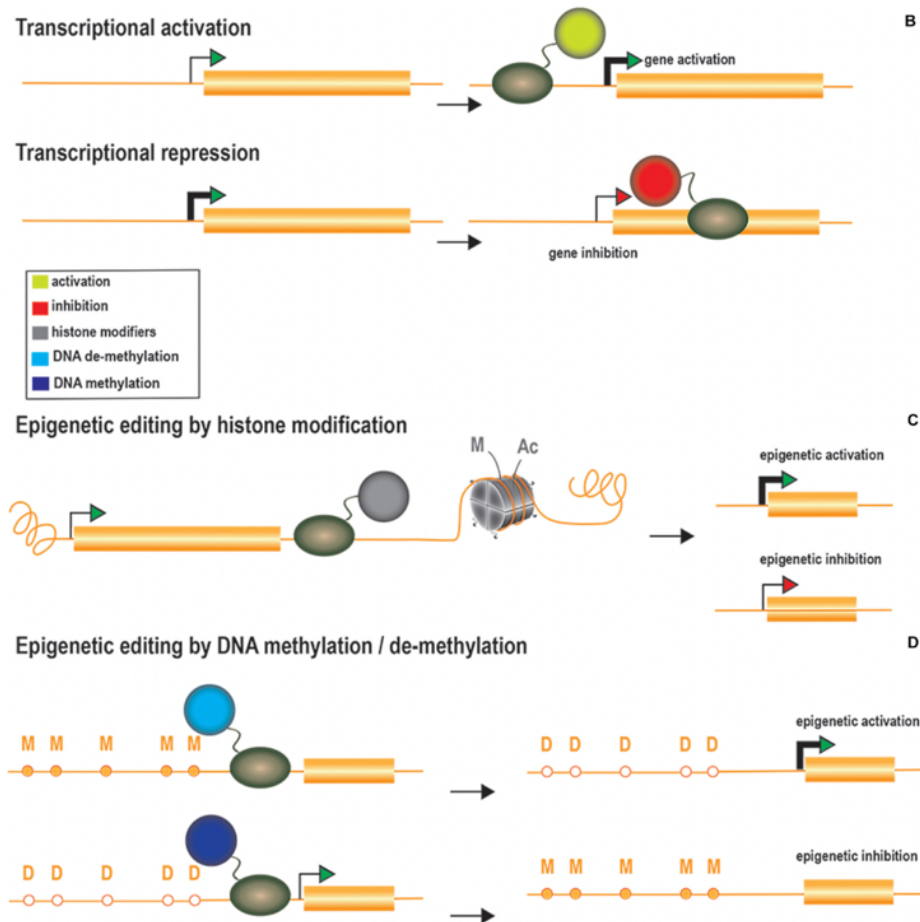 Transcriptional activation
B
gene activation
Transcriptional repression
gene inhibition
activation
inhibition
histone modifiers
DNA de-methylation
DNA methylation
Epigenetic editing by histone modification
C
M Ac
epigenetic activation
epigenetic inhibition
Epigenetic editing by DNA methylation / de-methylation
D
epigenetic activation
M M M M M
D D D D D
epigenetic inhibition
D D D D D
M M M M M